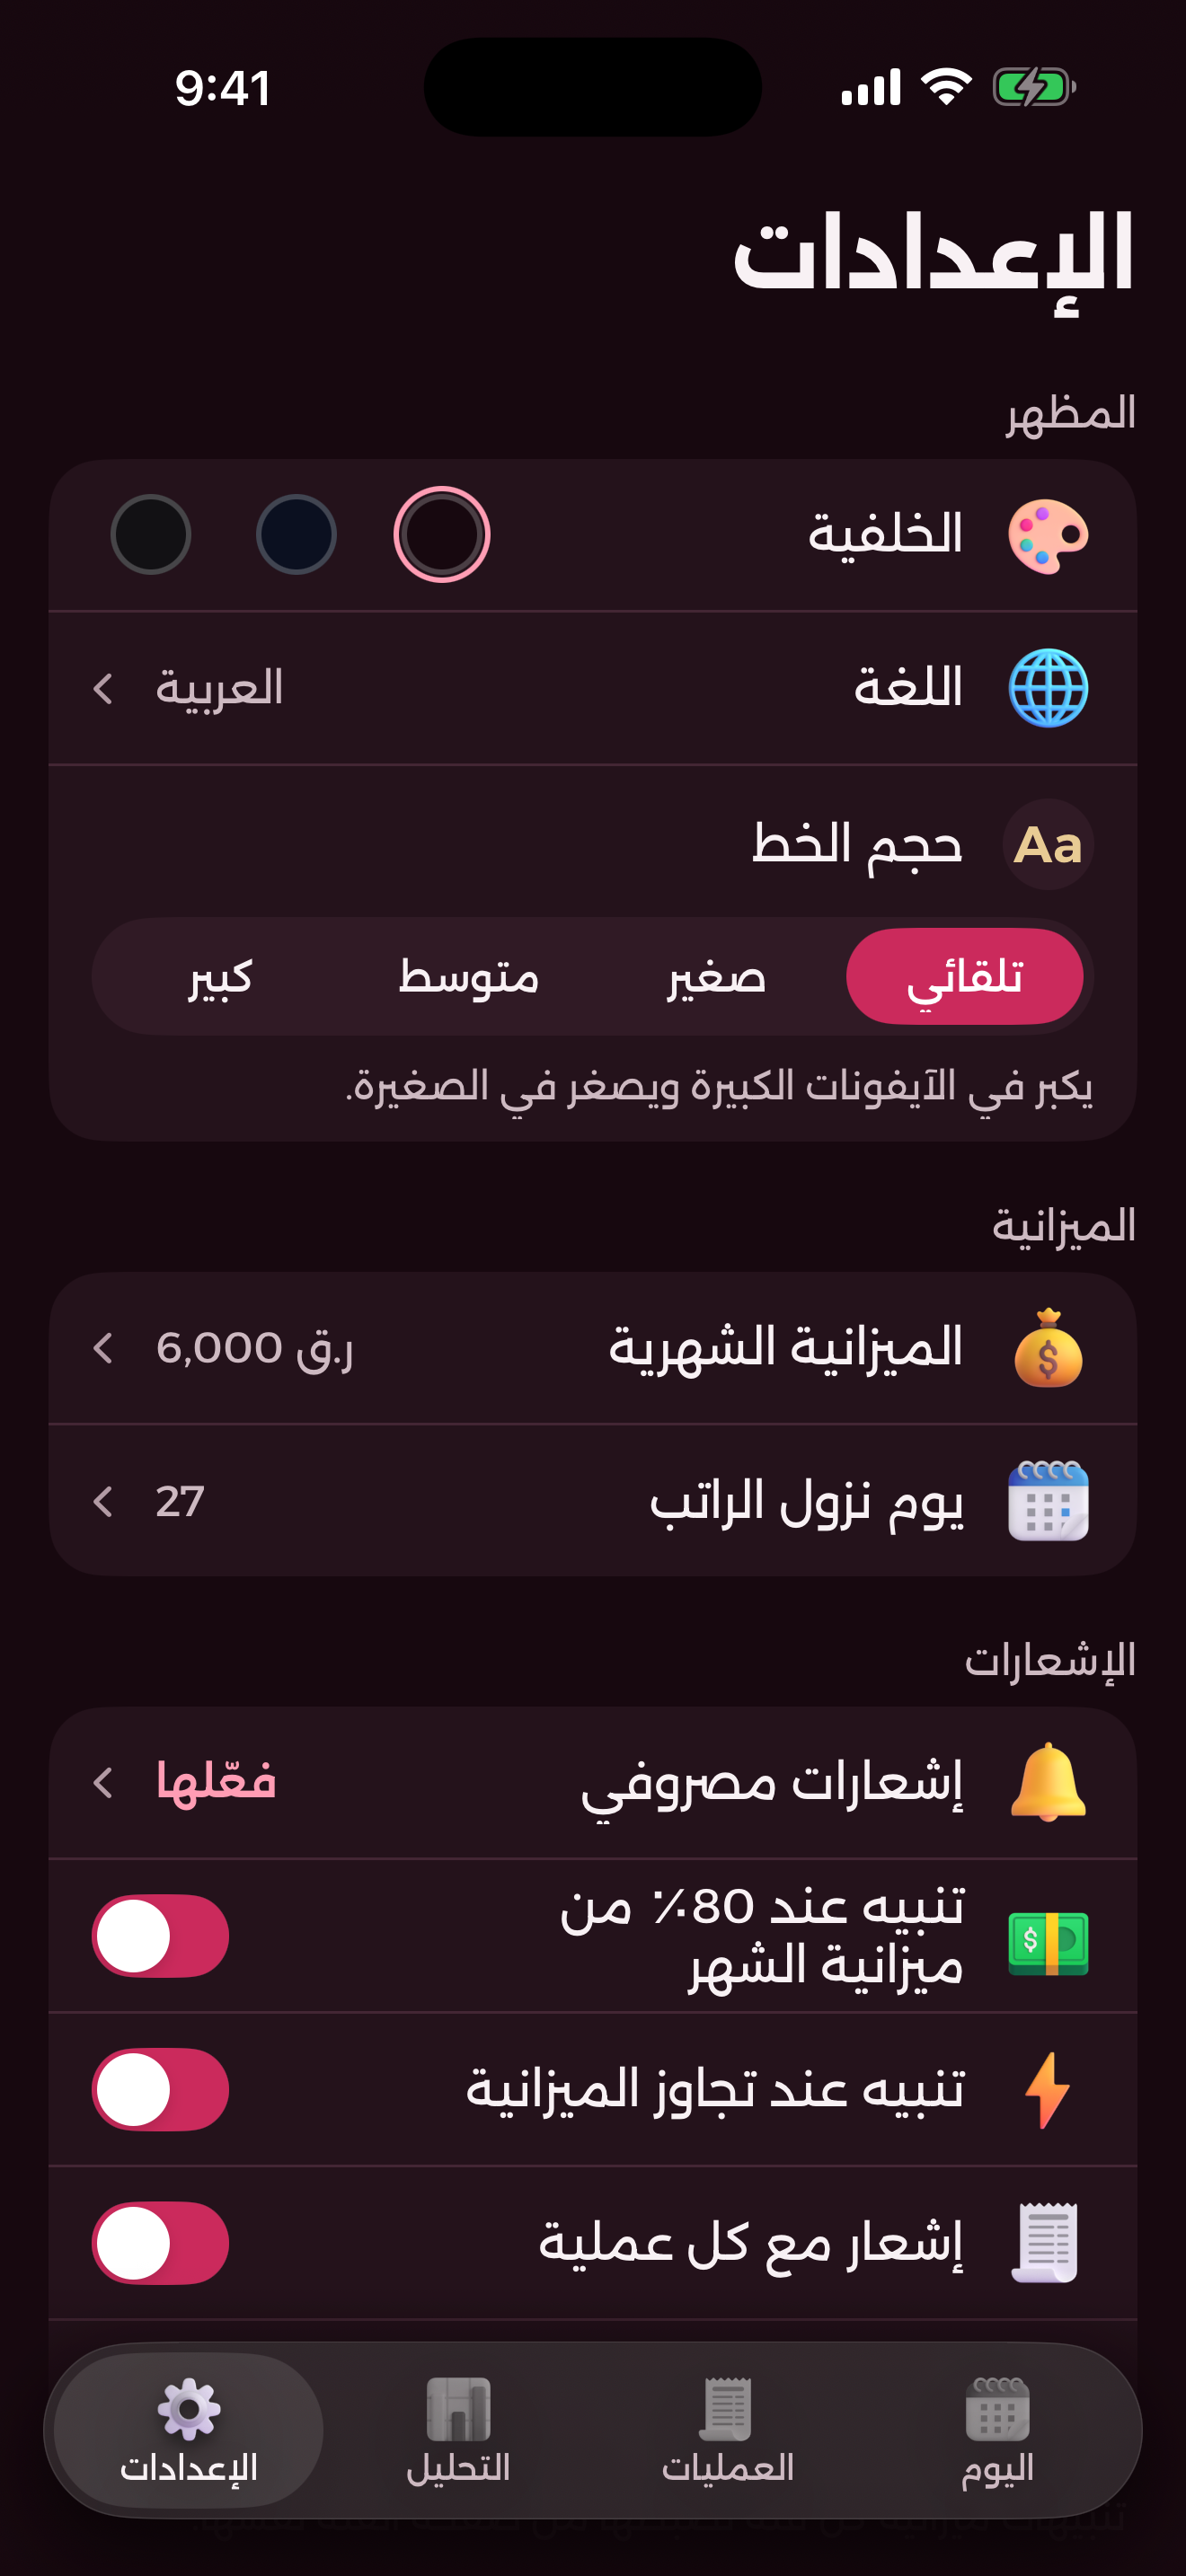 9:41
الإعدادات
المظهر
الخلفية
اللغة
العربية
Aa
حجم الخط
تلقائي
صغير
متوسط
كبير
يكبر في الآيفونات الكبيرة ويصغر في الصغيرة.
الميزانية
الميزانية الشهرية
ر.ق 6,000
يوم نزول الراتب
27
الإشعارات
إشعارات مصروفي
فعّلها
تنبيه عند 80٪ من
ميزانية الشهر
تنبيه عند تجاوز الميزانية
إشعار مع كل عملية
اليوم
العمليات
التحليل
الإعدادات